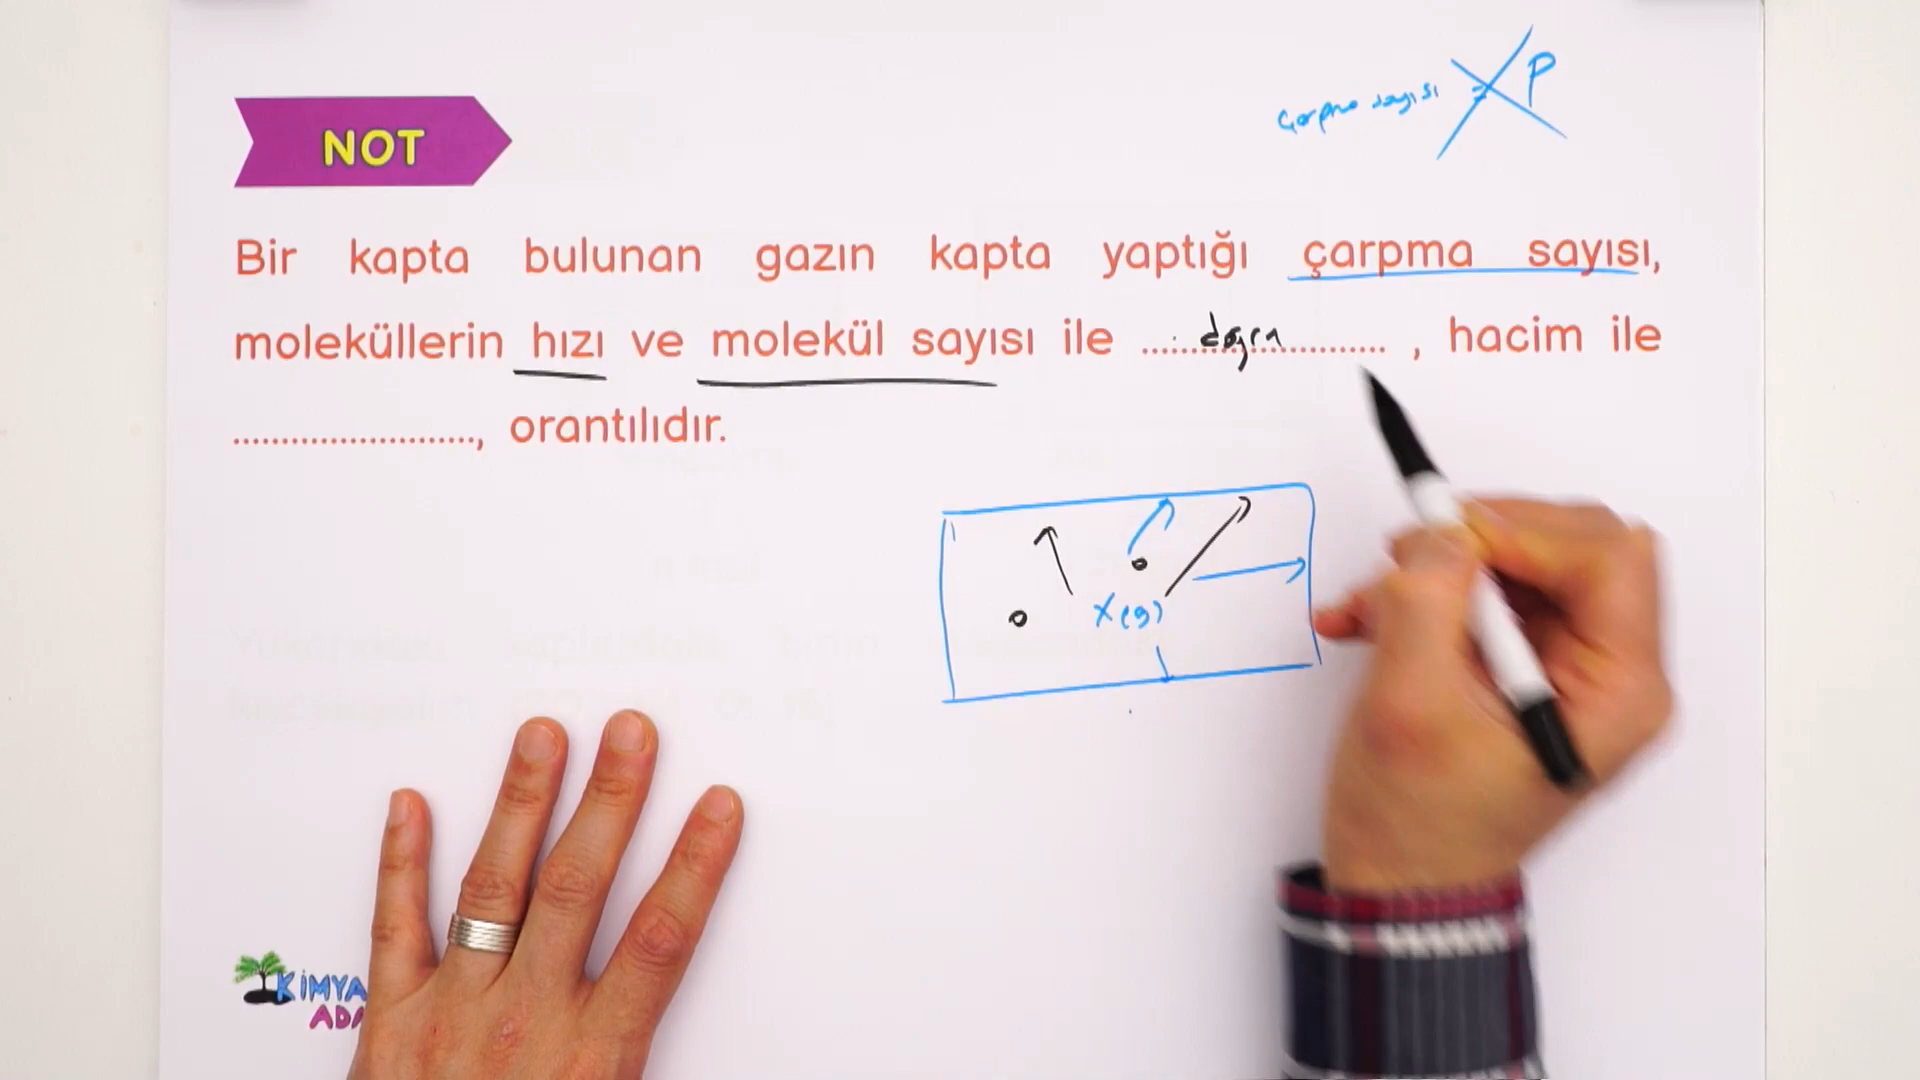 çarpma sayısı = P
NOT
Bir kapta bulunan gazın kapta yaptığı çarpma sayısı,
moleküllerin hızı ve molekül sayısı ile ......doğru.............. , hacim ile
........................., orantılıdır.
X(g)
KİMYA
ADA